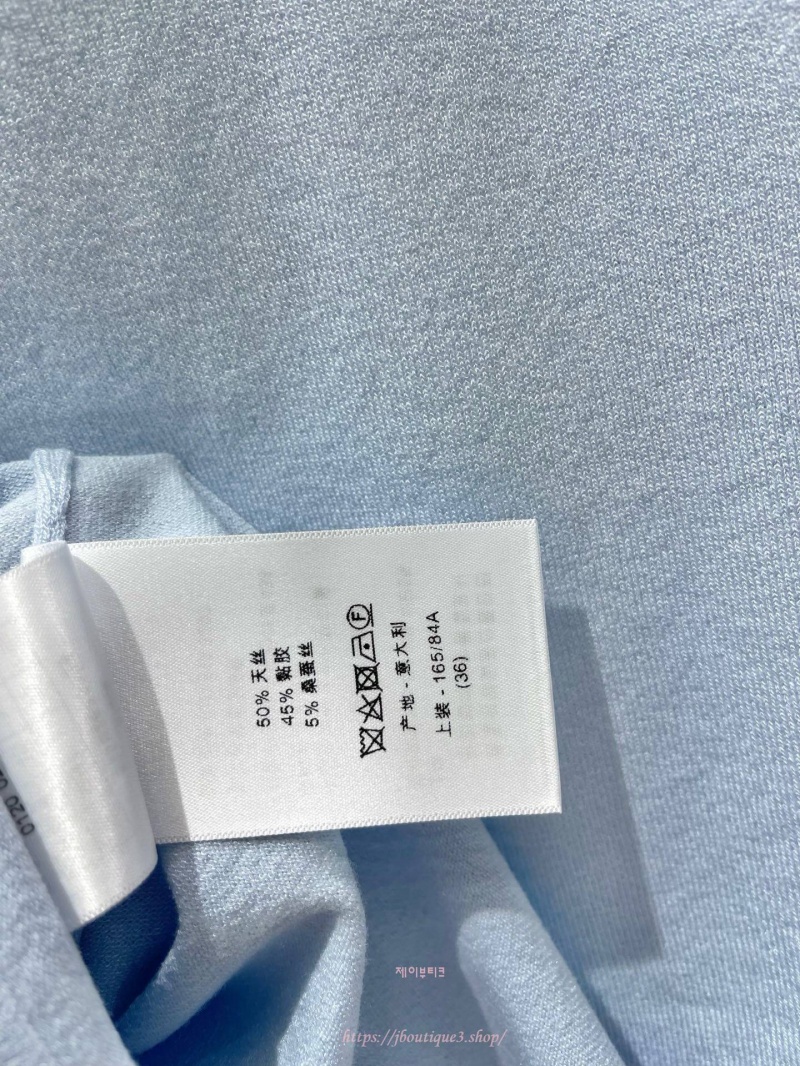 50% 天丝
45% 黏胶
5% 桑蚕丝
产地 - 意大利
上装 - 165/84A
(36)
0120
제이부티크
https://jboutique3.shop/